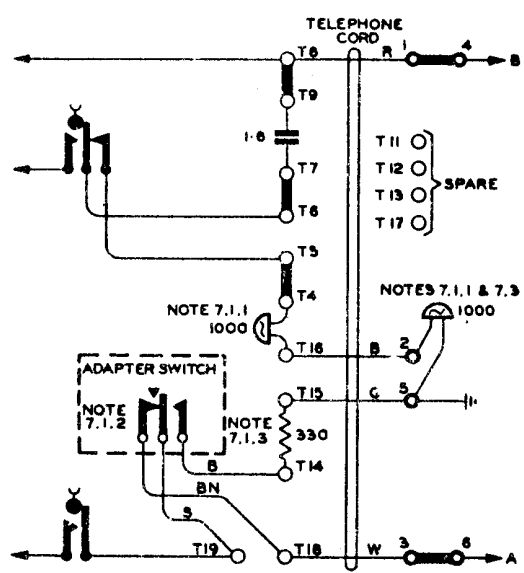 TELEPHONE
CORD
T8
R
1
4
B
T9
1·8
T11
T12
T13
T17
SPARE
T7
T6
T5
T4
NOTE 7.1.1
1000
NOTES 7.1.1 & 7.3
1000
T16
B
2
ADAPTER SWITCH
NOTE
7.1.2
T15
G
5
NOTE
7.1.3
330
B
T14
BN
S
T19
T18
W
3
6
A